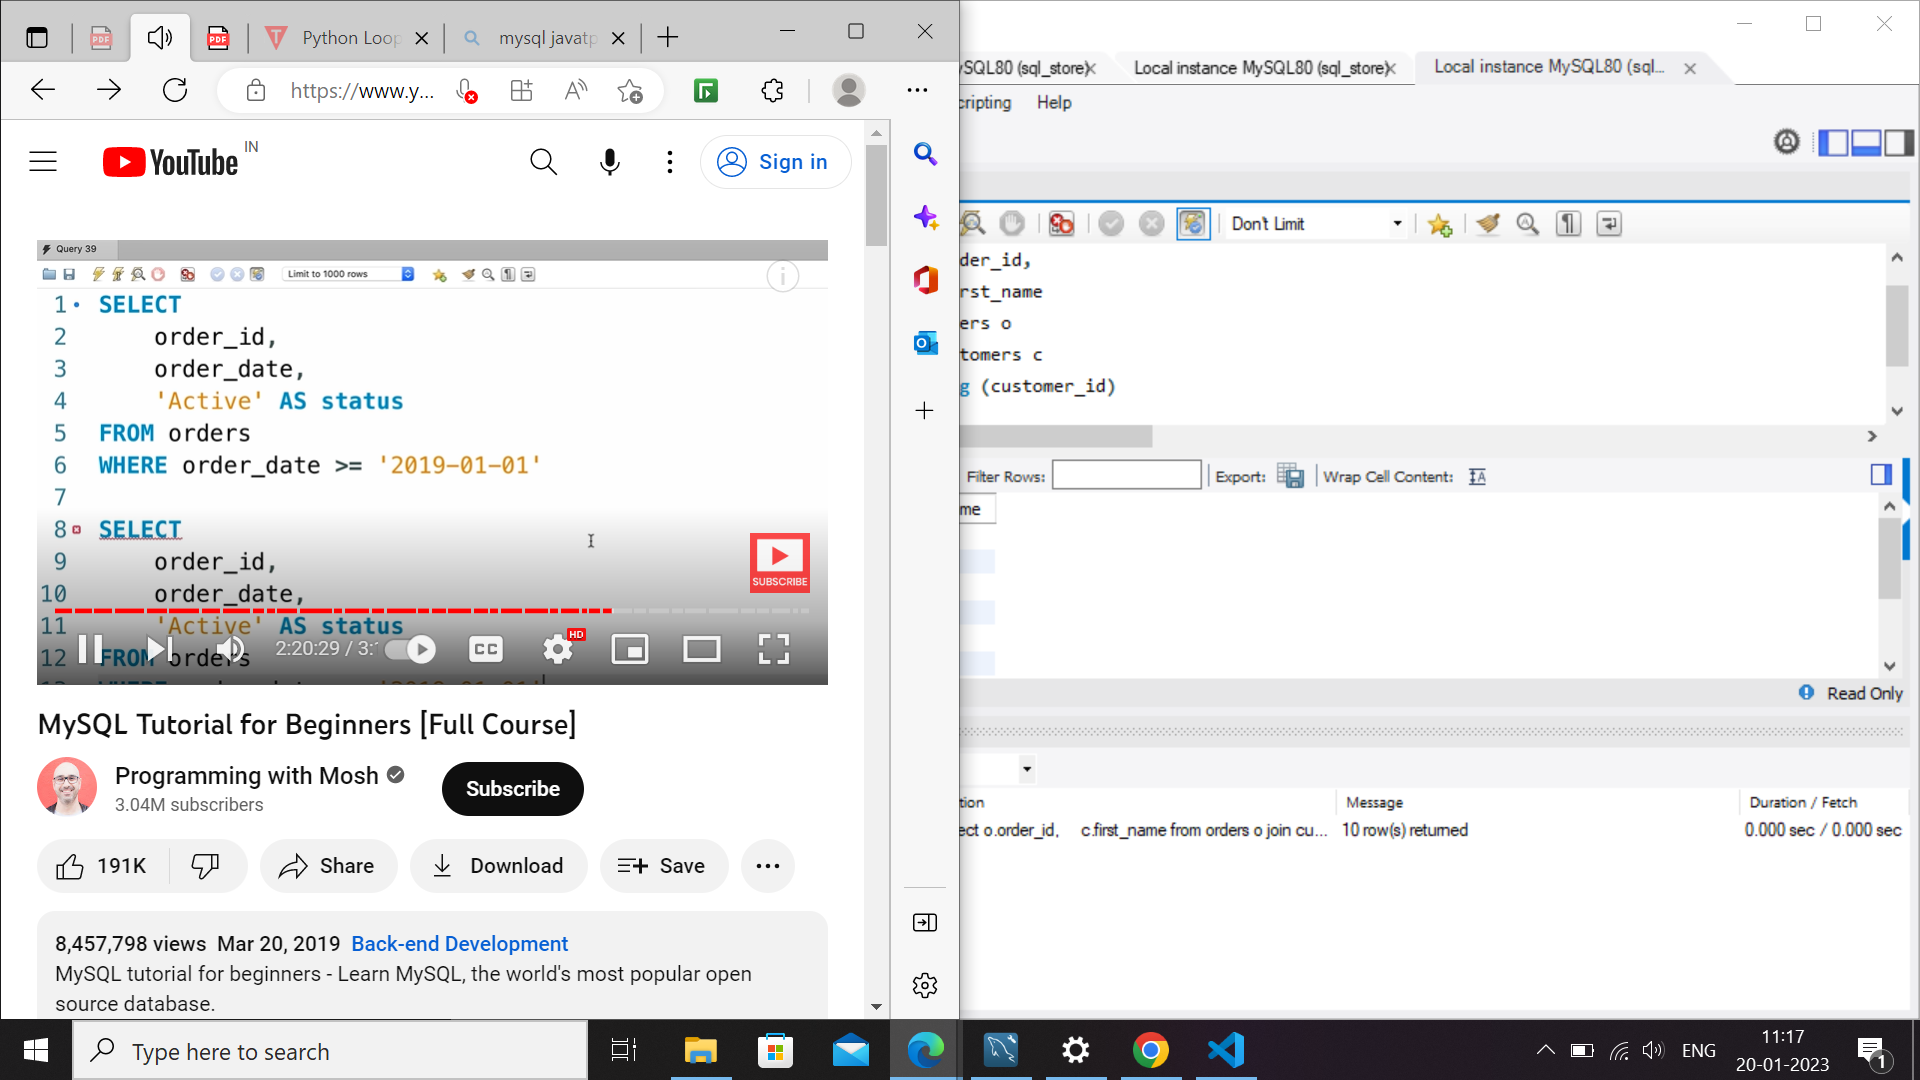 Python Loop
mysql javatp
https://www.y...
YouTube IN
Sign in
Query 39
Limit to 1000 rows
1 SELECT
2 order_id,
3 order_date,
4 'Active' AS status
5 FROM orders
6 WHERE order_date >= '2019-01-01'
7
8 SELECT
9 order_id,
10 order_date,
11 'Active' AS status
12 FROM orders
SUBSCRIBE
2:20:29 / 3:
CC
HD
MySQL Tutorial for Beginners [Full Course]
Programming with Mosh
3.04M subscribers
Subscribe
191K
Share
Download
Save
8,457,798 views Mar 20, 2019 Back-end Development
MySQL tutorial for beginners - Learn MySQL, the world's most popular open
source database.
SQL80 (sql_store)
Local instance MySQL80 (sql_store)
Local instance MySQL80 (sql...
cripting Help
Don't Limit
der_id,
rst_name
ers o
tomers c
g (customer_id)
Filter Rows:
Export:
Wrap Cell Content:
me
Read Only
tion
Message
Duration / Fetch
ect o.order_id, c.first_name from orders o join cu...
10 row(s) returned
0.000 sec / 0.000 sec
Type here to search
ENG
11:17
20-01-2023
1